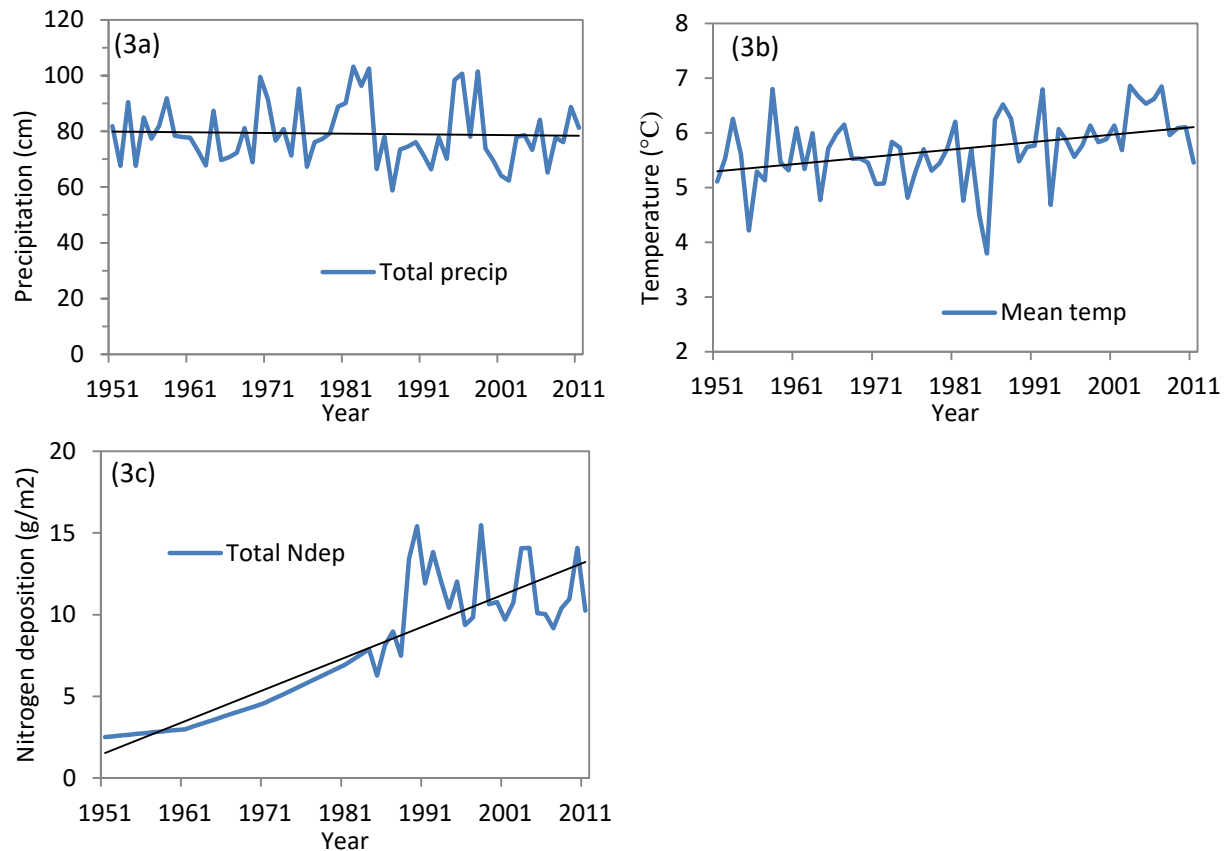 (3a)
Precipitation (cm)
120
100
80
60
40
20
0
Total precip
1951 1961 1971 1981 1991 2001 2011
Year
(3b)
Temperature (°C)
8
7
6
5
4
3
2
Mean temp
1951 1961 1971 1981 1991 2001 2011
Year
(3c)
Nitrogen deposition (g/m2)
20
15
10
5
0
Total Ndep
1951 1961 1971 1981 1991 2001 2011
Year